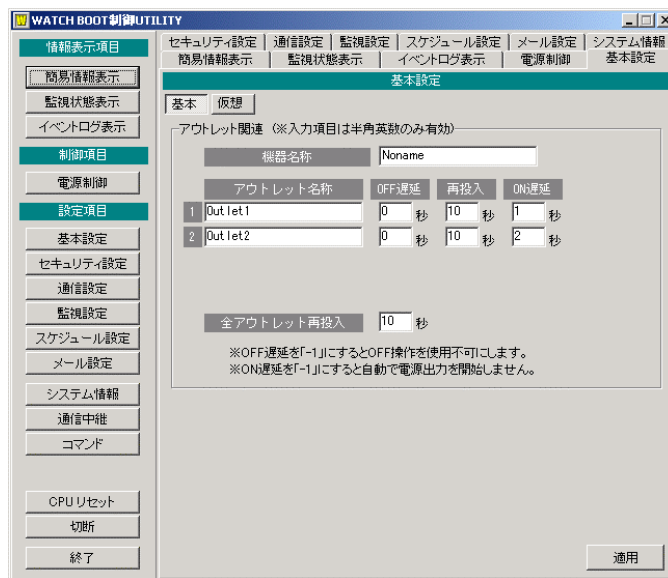 WATCH BOOT制御UTILITY
情報表示項目
簡易情報表示
監視状態表示
イベントログ表示
制御項目
電源制御
設定項目
基本設定
セキュリティ設定
通信設定
監視設定
スケジュール設定
メール設定
システム情報
通信中継
コマンド
CPUリセット
切断
終了
セキュリティ設定 通信設定 監視設定 スケジュール設定 メール設定 システム情報
簡易情報表示 監視状態表示 イベントログ表示 電源制御 基本設定
基本設定
基本 仮想
アウトレット関連 (※入力項目は半角英数のみ有効)
機器名称 Noname
アウトレット名称 OFF遅延 再投入 ON遅延
1 Outlet1 0 秒 10 秒 1 秒
2 Outlet2 0 秒 10 秒 2 秒
全アウトレット再投入 10 秒
※OFF遅延を「-1」にするとOFF操作を使用不可にします。
※ON遅延を「-1」にすると自動で電源出力を開始しません。
適用